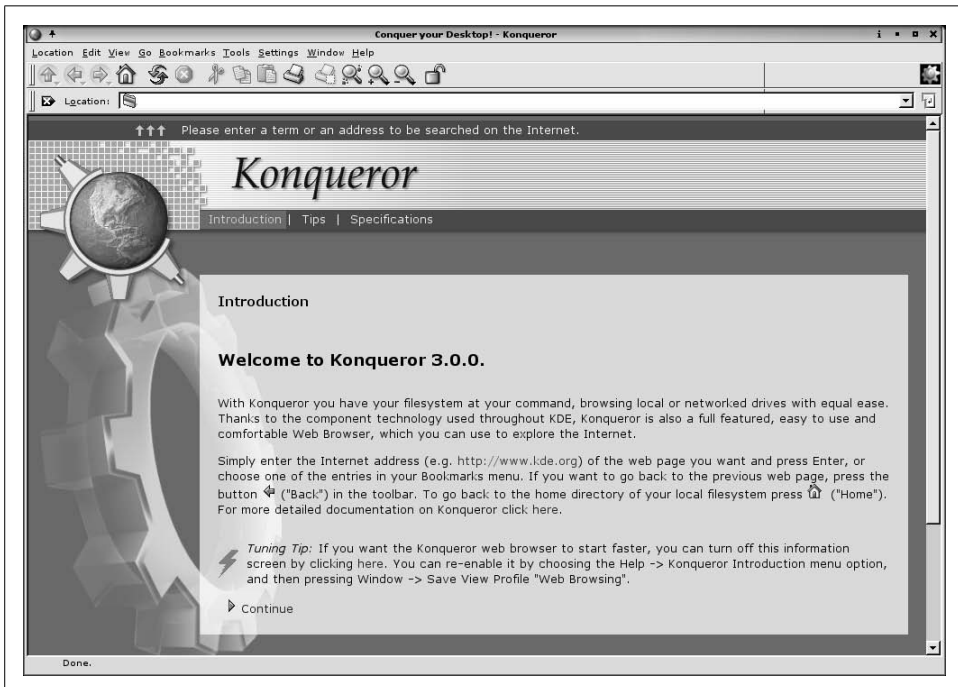 Conquer your Desktop! - Konqueror
Location Edit View Go Bookmarks Tools Settings Window Help
Location:
Please enter a term or an address to be searched on the Internet.
Konqueror
Introduction | Tips | Specifications
Introduction
Welcome to Konqueror 3.0.0.
With Konqueror you have your filesystem at your command, browsing local or networked drives with equal ease.
Thanks to the component technology used throughout KDE, Konqueror is also a full featured, easy to use and
comfortable Web Browser, which you can use to explore the Internet.
Simply enter the Internet address (e.g. http://www.kde.org) of the web page you want and press Enter, or
choose one of the entries in your Bookmarks menu. If you want to go back to the previous web page, press the
button ("Back") in the toolbar. To go back to the home directory of your local filesystem press ("Home").
For more detailed documentation on Konqueror click here.
Tuning Tip: If you want the Konqueror web browser to start faster, you can turn off this information
screen by clicking here. You can re-enable it by choosing the Help -> Konqueror Introduction menu option,
and then pressing Window -> Save View Profile "Web Browsing".
Continue
Done.